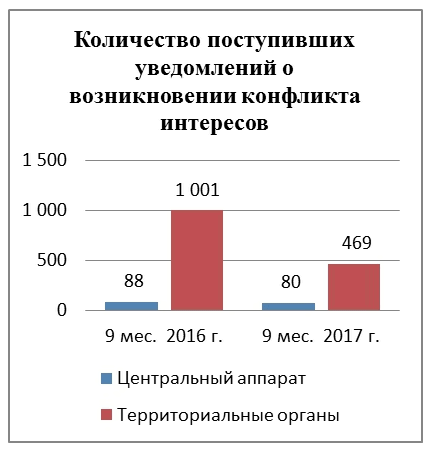 Количество поступивших
уведомлений о
возникновении конфликта
интересов
1 500
1 000
500
0
88
1 001
80
469
9 мес. 2016 г.
9 мес. 2017 г.
Центральный аппарат
Территориальные органы